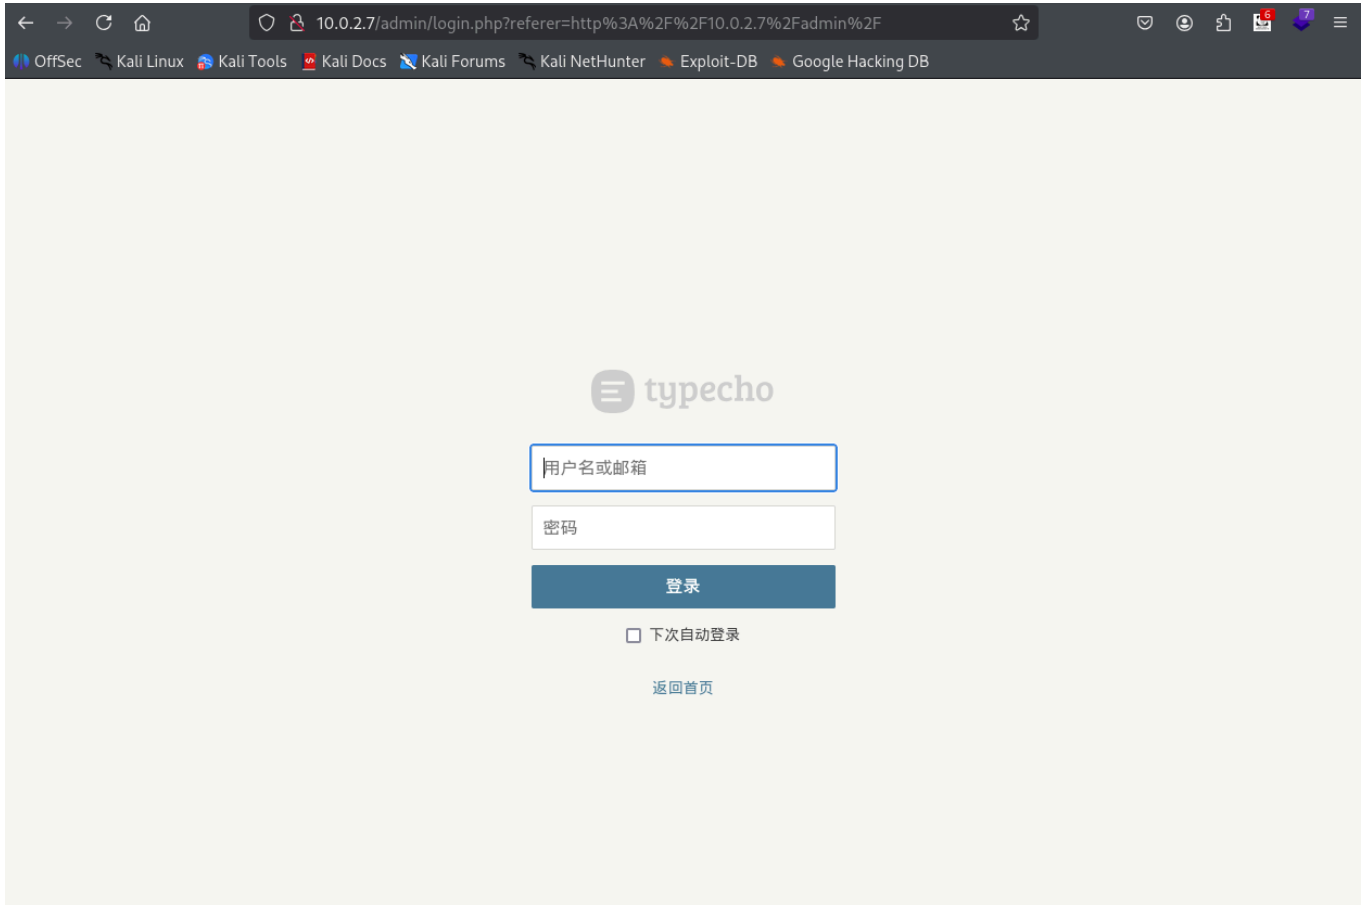 10.0.2.7/admin/login.php?referer=http%3A%2F%2F10.0.2.7%2Fadmin%2F
6 7
OffSec Kali Linux Kali Tools Kali Docs Kali Forums Kali NetHunter Exploit-DB Google Hacking DB
typecho
用户名或邮箱
密码
登录
下次自动登录
返回首页